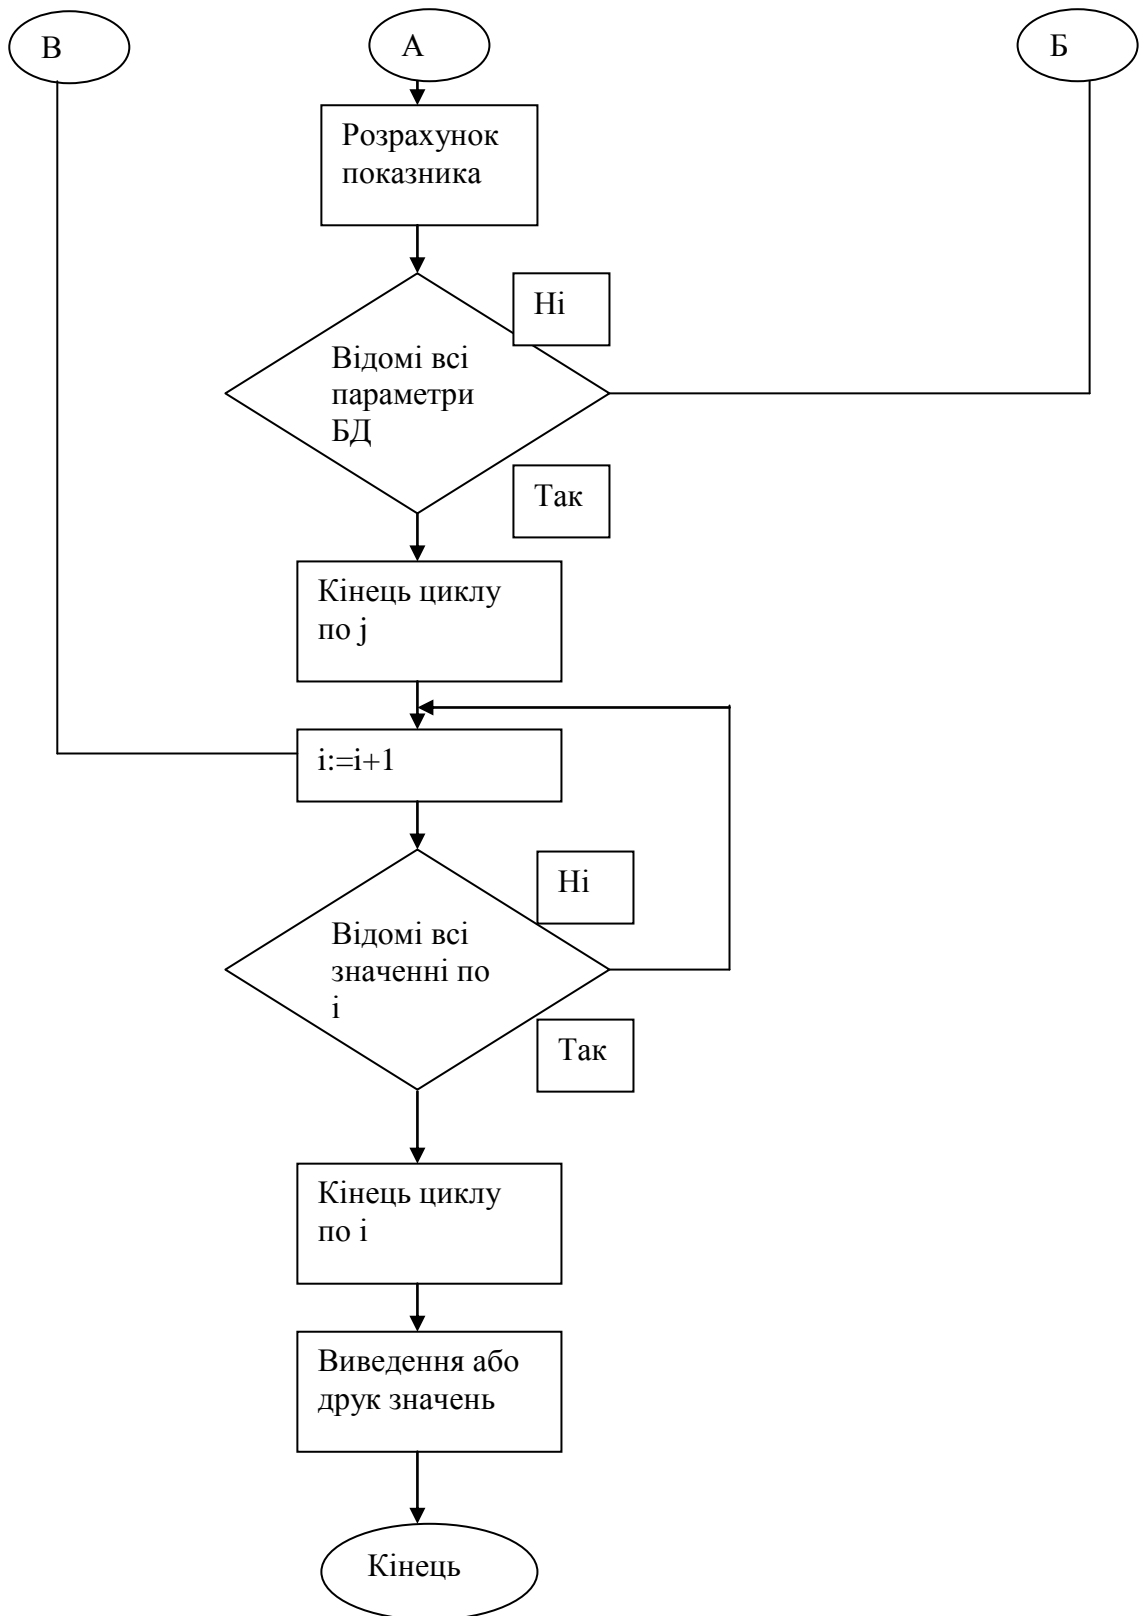 В
А
Б
Розрахунок
показника
Ні
Відомі всі
параметри
БД
Так
Кінець циклу
по j
i:=i+1
Ні
Відомі всі
значенні по
і
Так
Кінець циклу
по і
Виведення або
друк значень
Кінець